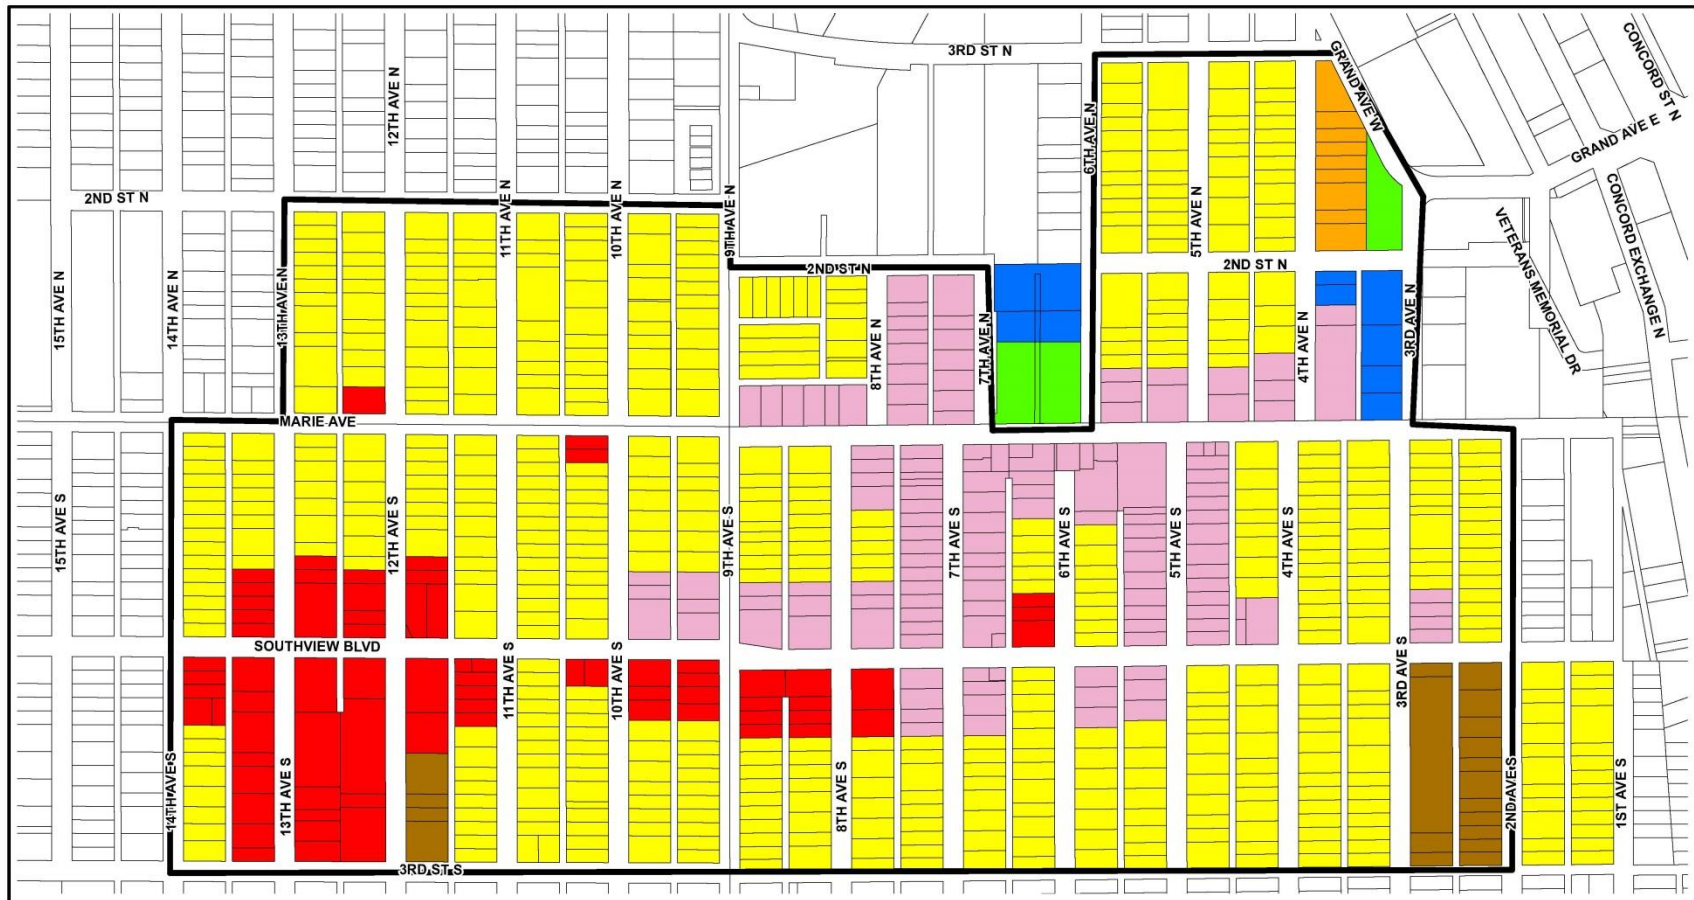 3RD ST N
CONCORD ST N
GRAND AVE W
GRAND AVE E
12TH AVE N
6TH AVE N
2ND ST N
11TH AVE N
10TH AVE N
9TH AVE N
5TH AVE N
CONCORD EXCHANGE N
VETERANS MEMORIAL DR
15TH AVE N
14TH AVE N
13TH AVE N
2ND ST N
2ND ST N
8TH AVE N
7TH AVE N
4TH AVE N
3RD AVE N
MARIE AVE
15TH AVE S
12TH AVE S
9TH AVE S
7TH AVE S
6TH AVE S
5TH AVE S
4TH AVE S
SOUTHVIEW BLVD
11TH AVE S
10TH AVE S
3RD AVE S
14TH AVE S
13TH AVE S
8TH AVE S
2ND AVE S
1ST AVE S
3RD ST S